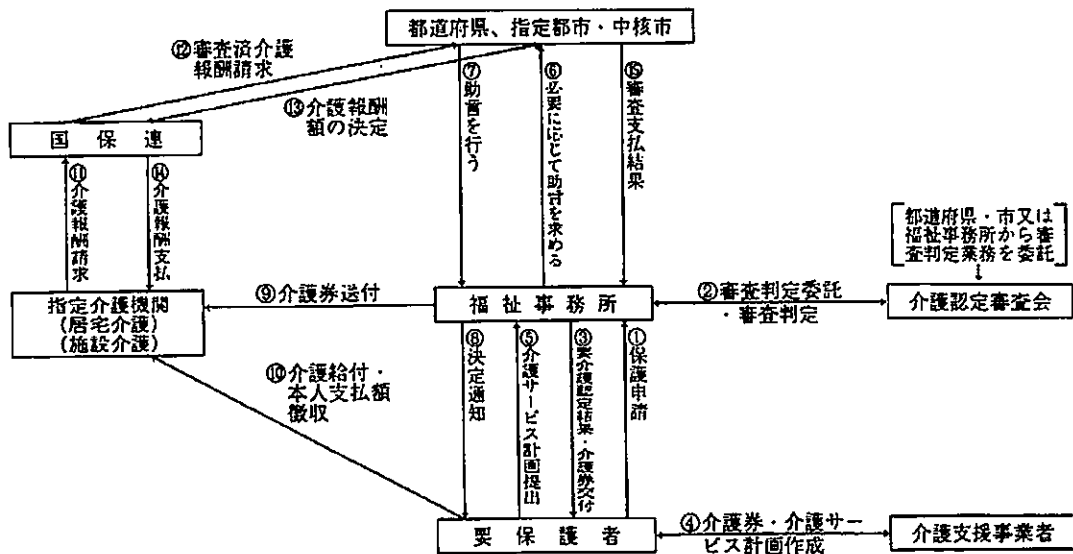 都道府県、指定都市・中核市
⑫審査済介護
報酬請求
⑬介護報酬
額の決定
⑦助言を行う
⑥必要に応じて助言を求める
⑮審査支払結果
国保連
⑪介護報酬請求
⑭介護報酬支払
都道府県・市又は
福祉事務所から審
査判定業務を委託
指定介護機関
(居宅介護)
(施設介護)
⑨介護券送付
福祉事務所
②審査判定委託
・審査判定
介護認定審査会
⑩介護給付・
本人支払額
徴収
⑧決定通知
⑤介護サービス計画提出
③要介護認定結果・介護券交付
①保護申請
要保護者
④介護券・介護サー
ビス計画作成
介護支援事業者